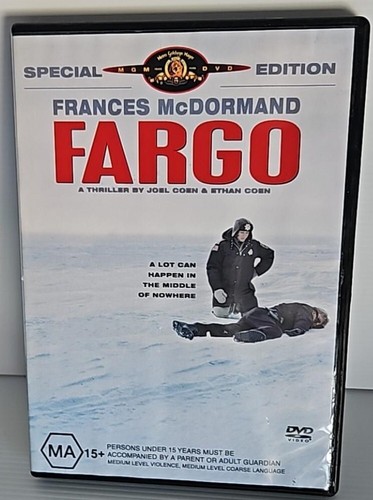 SPECIAL MGM DVD EDITION
FRANCES McDORMAND
FARGO
A THRILLER BY JOEL COEN & ETHAN COEN
A LOT CAN
HAPPEN IN
THE MIDDLE
OF NOWHERE
DVD
VIDEO
MA 15+
PERSONS UNDER 15 YEARS MUST BE
ACCOMPANIED BY A PARENT OR ADULT GUARDIAN
MEDIUM LEVEL VIOLENCE, MEDIUM LEVEL COARSE LANGUAGE